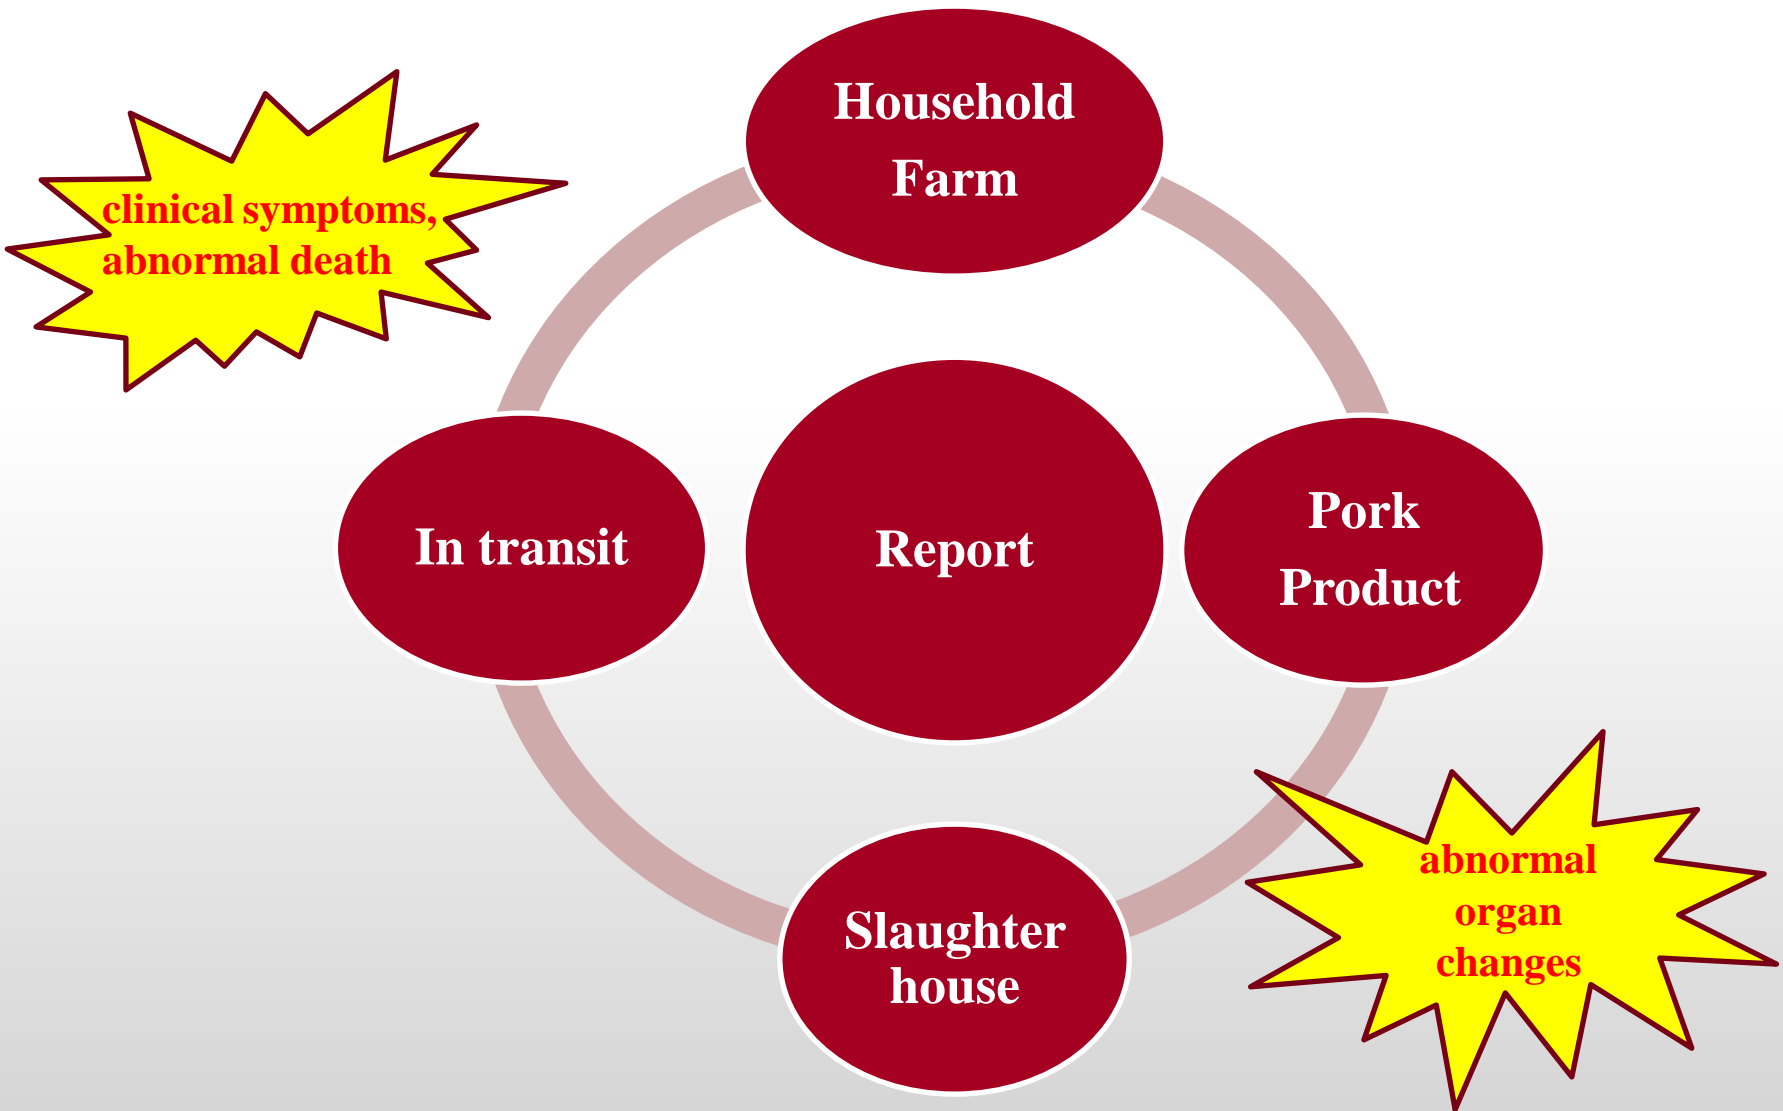 Household
Farm
clinical symptoms,
abnormal death
In transit
Report
Pork
Product
abnormal
organ
changes
Slaughter
house